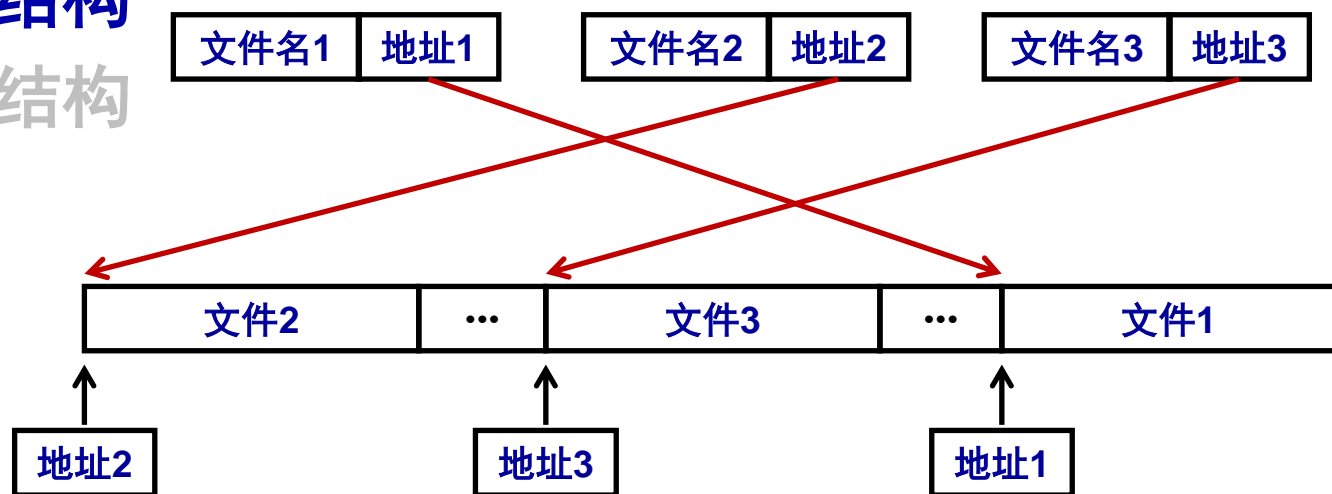 结构
文件名1 地址1 文件名2 地址2 文件名3 地址3
结构
文件2 ... 文件3 ... 文件1
地址2 地址3 地址1